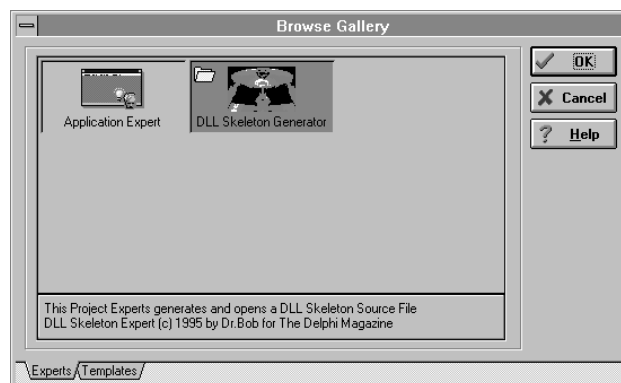 Browse Gallery
Application Expert
DLL Skeleton Generator
OK
Cancel
? Help
This Project Experts generates and opens a DLL Skeleton Source File
DLL Skeleton Expert (c) 1995 by Dr.Bob for The Delphi Magazine
Experts
Templates